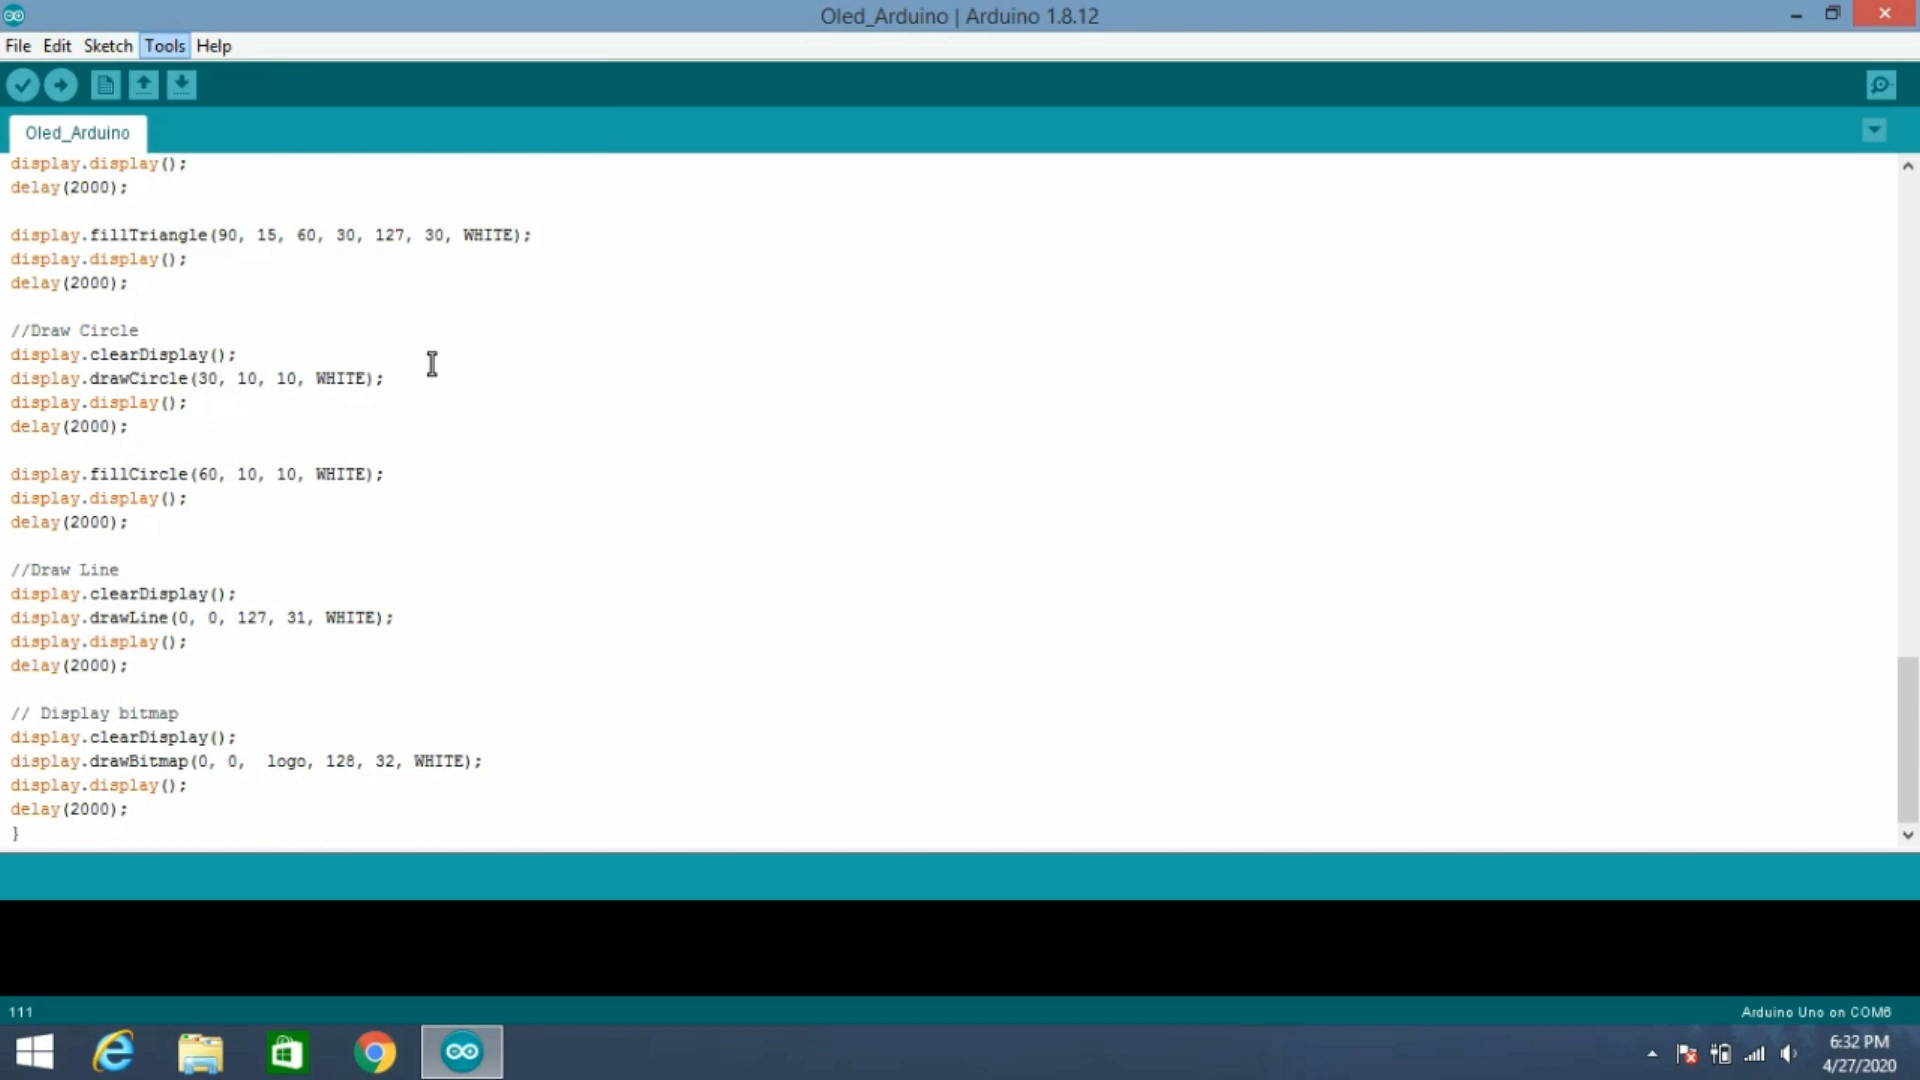 Oled_Arduino | Arduino 1.8.12
File Edit Sketch Tools Help
Oled_Arduino
display.display();
delay(2000);
display.fillTriangle(90, 15, 60, 30, 127, 30, WHITE);
display.display();
delay(2000);
//Draw Circle
display.clearDisplay();
display.drawCircle(30, 10, 10, WHITE);
display.display();
delay(2000);
display.fillCircle(60, 10, 10, WHITE);
display.display();
delay(2000);
//Draw Line
display.clearDisplay();
display.drawLine(0, 0, 127, 31, WHITE);
display.display();
delay(2000);
// Display bitmap
display.clearDisplay();
display.drawBitmap(0, 0,  logo, 128, 32, WHITE);
display.display();
delay(2000);
}
111
Arduino Uno on COM6
6:32 PM
4/27/2020